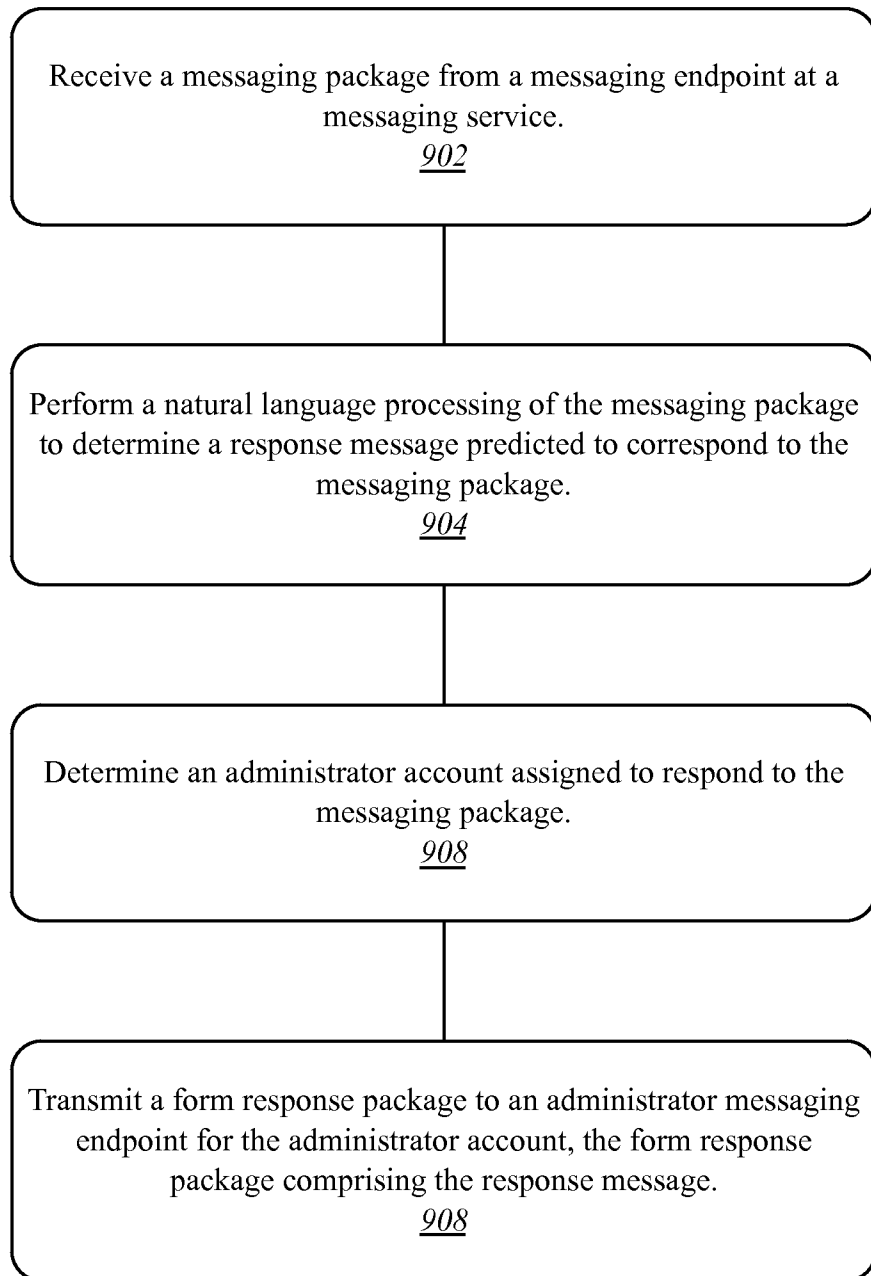 Receive a messaging package from a messaging endpoint at a
messaging service.
902
Perform a natural language processing of the messaging package
to determine a response message predicted to correspond to the
messaging package.
904
Determine an administrator account assigned to respond to the
messaging package.
908
Transmit a form response package to an administrator messaging
endpoint for the administrator account, the form response
package comprising the response message.
908